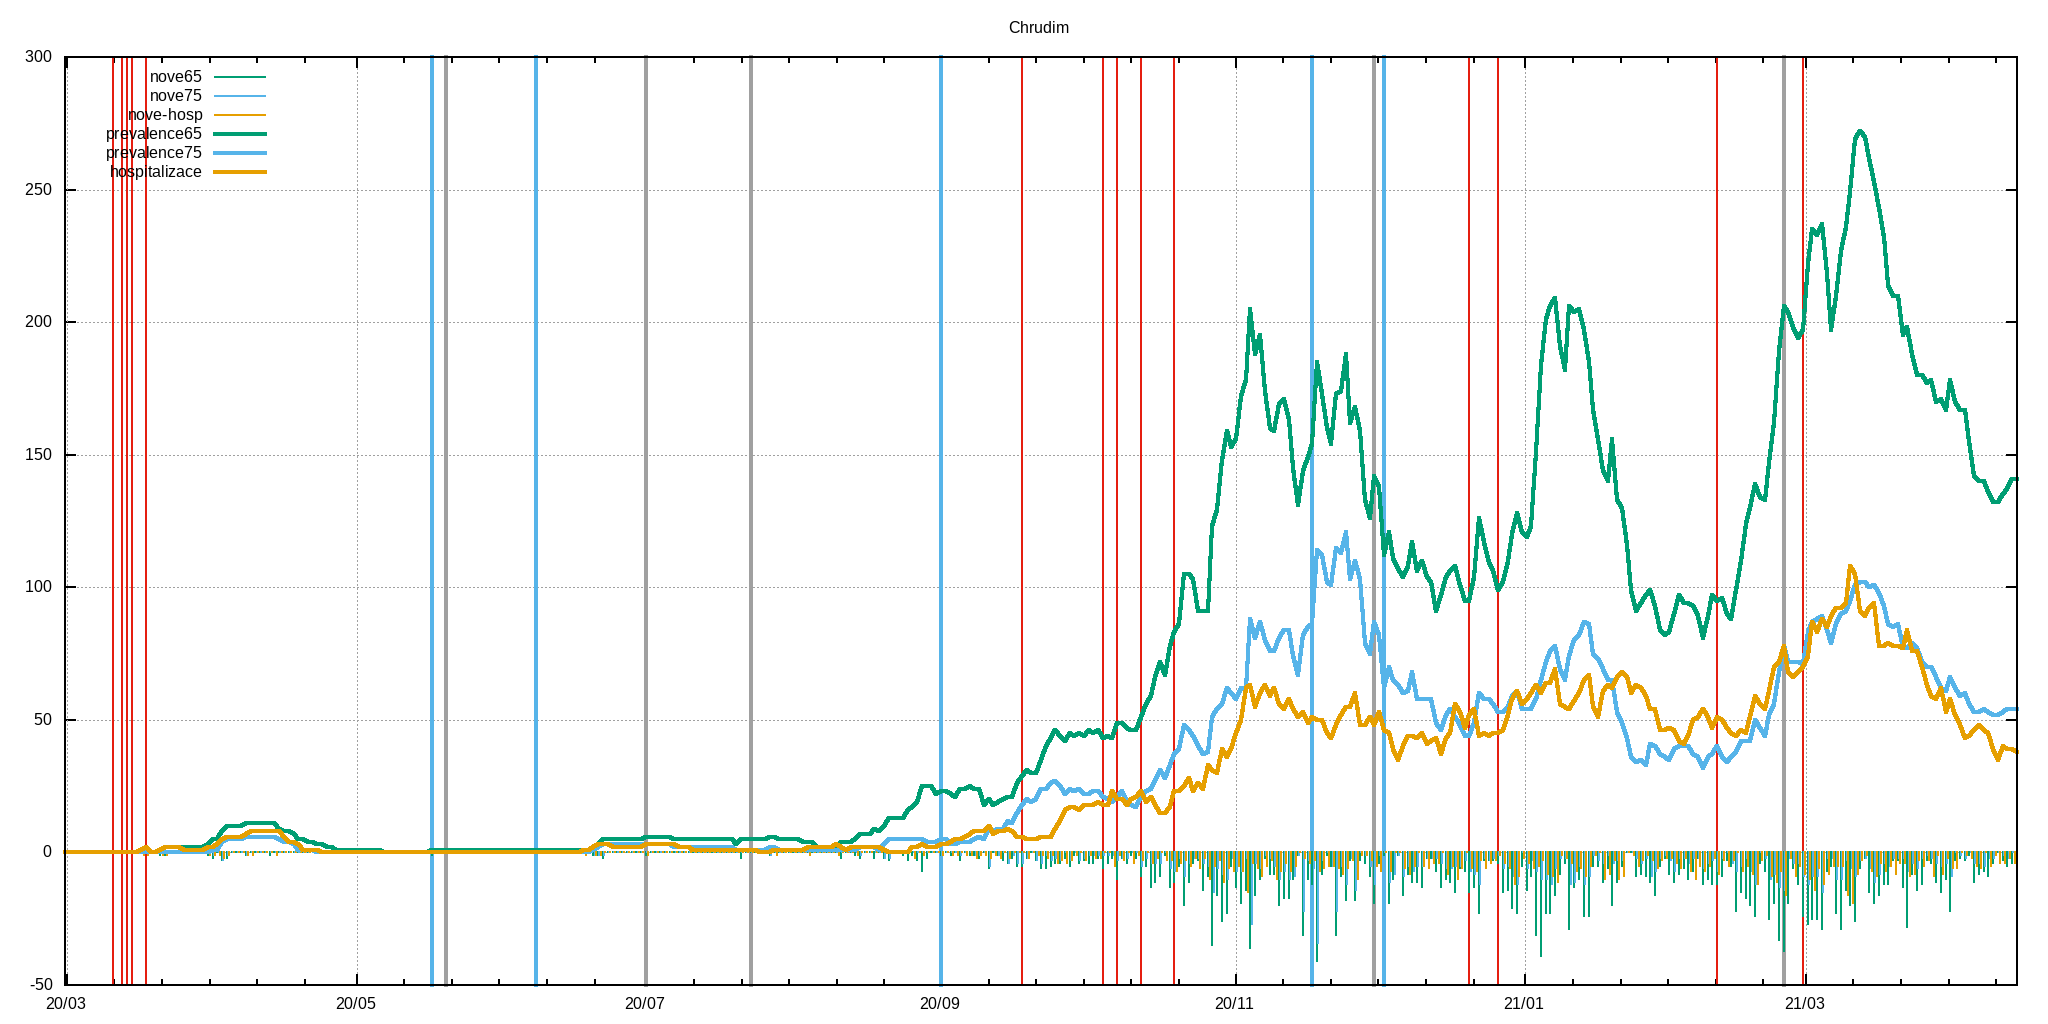 Chrudim
300
nove65
nove75
nove-hosp
prevalence65
prevalence75
hospitalizace
250
200
150
100
50
0
-50
20/03 20/05 20/07 20/09 20/11 21/01 21/03